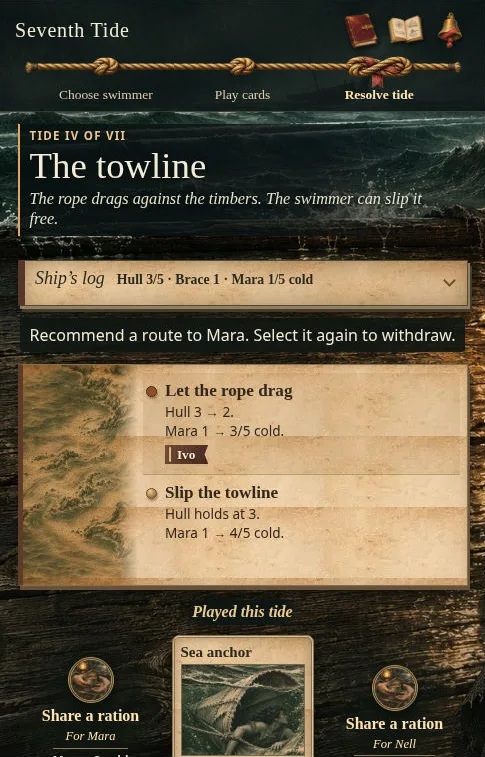 Seventh Tide
Choose swimmer
Play cards
Resolve tide
TIDE IV OF VII
The towline
The rope drags against the timbers. The swimmer can slip it
free.
Ship's log Hull 3/5 · Brace 1 · Mara 1/5 cold
Recommend a route to Mara. Select it again to withdraw.
Let the rope drag
Hull 3 → 2.
Mara 1 → 3/5 cold.
Ivo
Slip the towline
Hull holds at 3.
Mara 1 → 4/5 cold.
Played this tide
Share a ration
For Mara
Sea anchor
Share a ration
For Nell